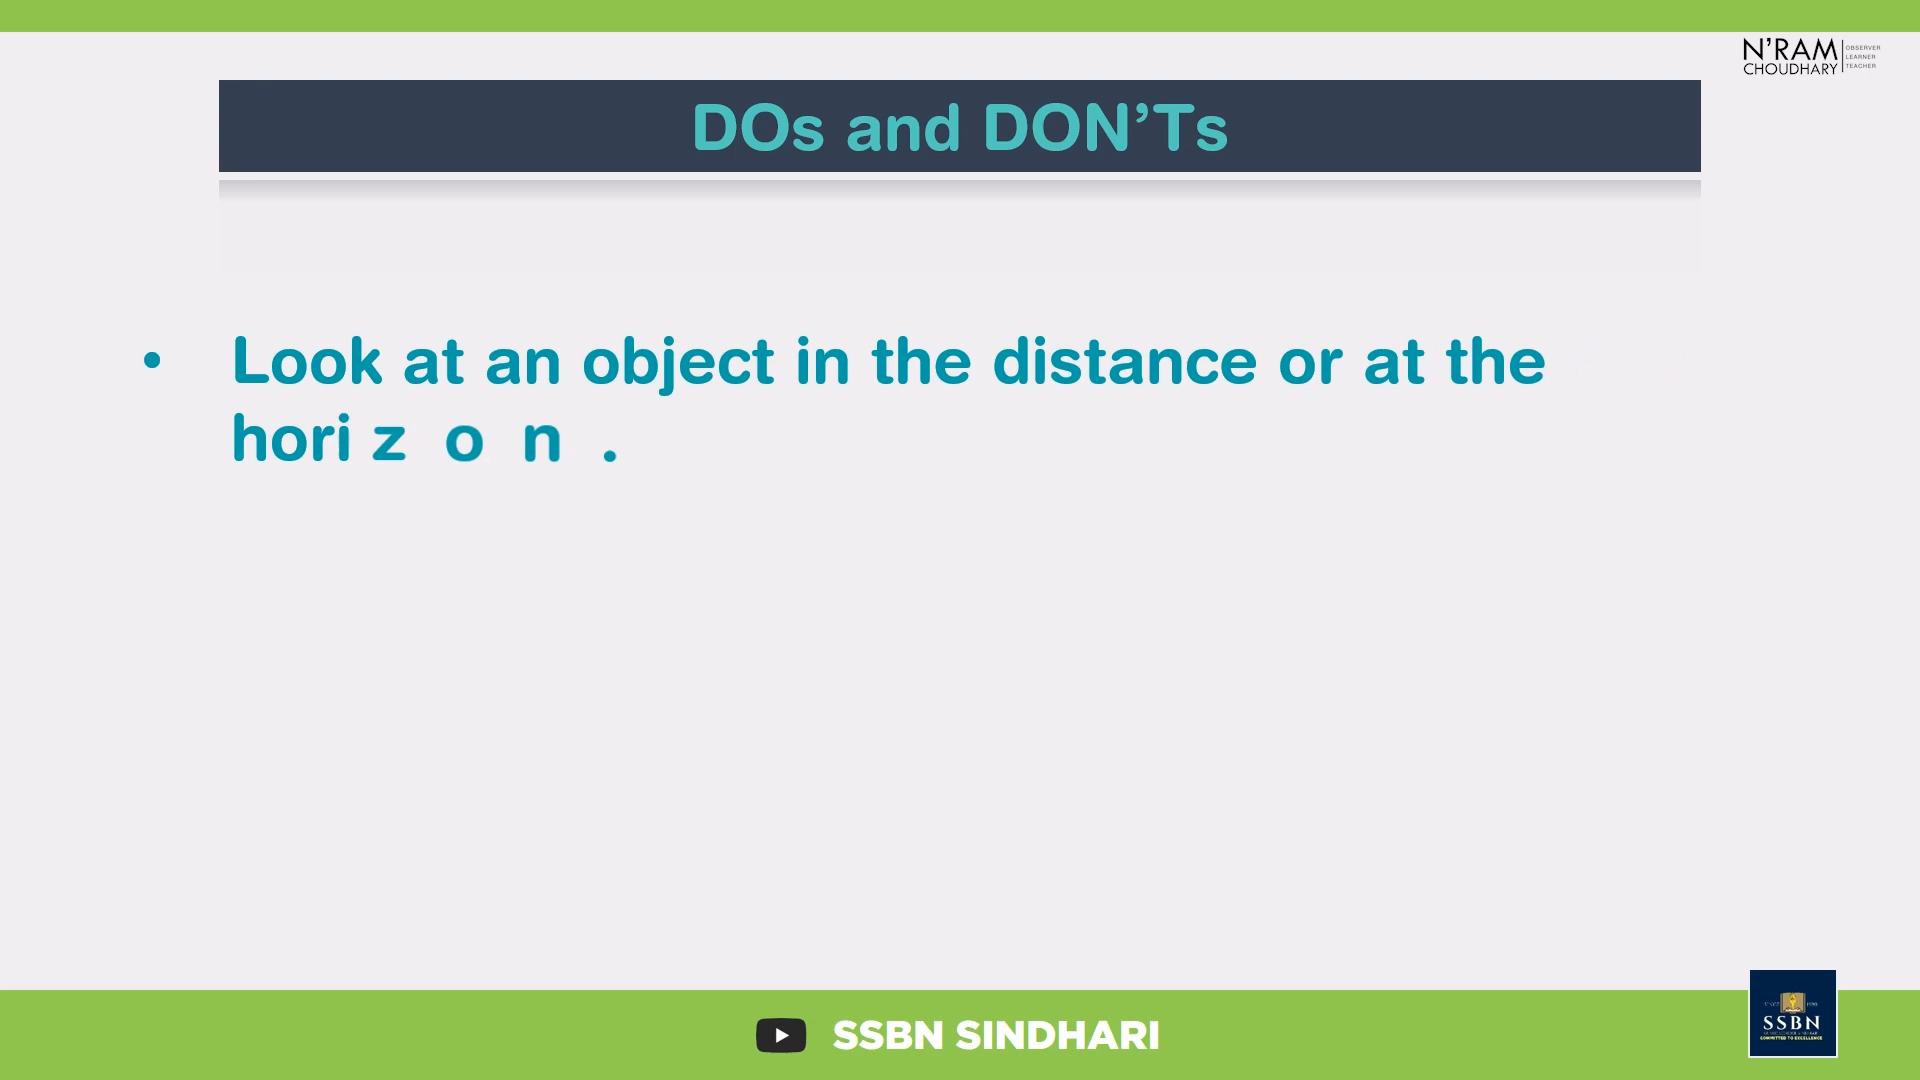 N’RAM
CHOUDHARY
OBSERVER
LEARNER
TEACHER
DOs and DON’Ts
• Look at an object in the distance or at the
hori z o n .
SSBN SINDHARI
SSBN
COMMITTED TO EXCELLENCE